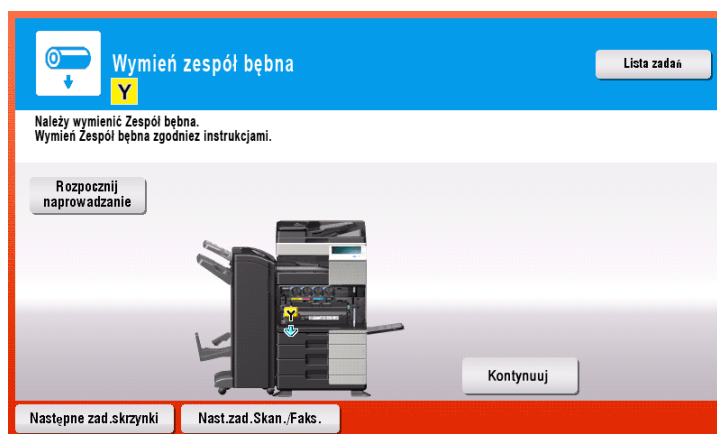 Wymień zespół bębna
Y
Lista zadań
Należy wymienić Zespół bębna.
Wymień Zespół bębna zgodniez instrukcjami.
Rozpocznij
naprowadzanie
Y
Kontynuuj
Następne zad.skrzynki
Nast.zad.Skan./Faks.